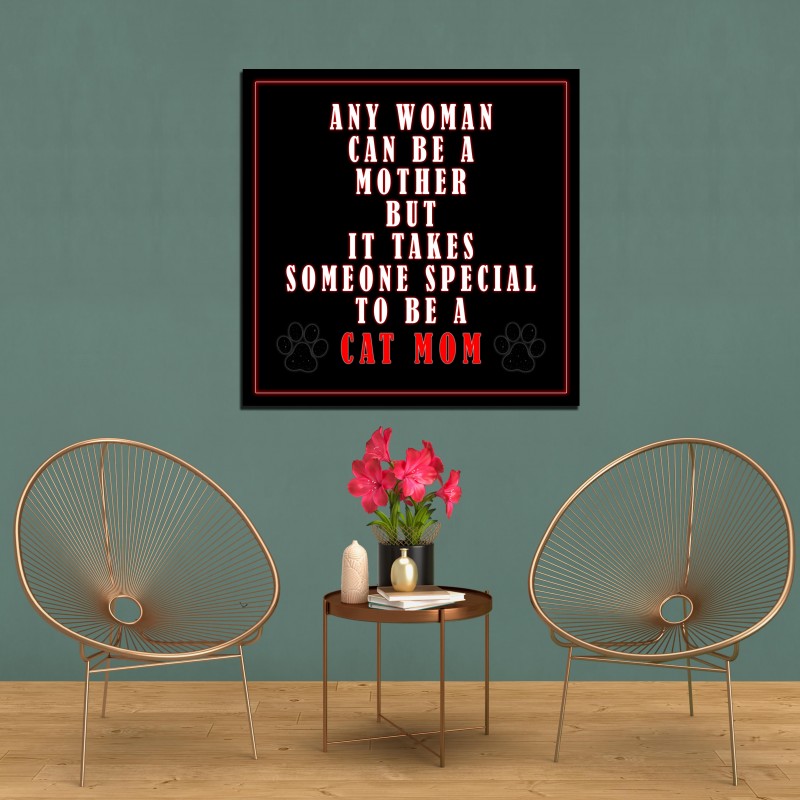 ANY WOMAN
CAN BE A
MOTHER
BUT
IT TAKES
SOMEONE SPECIAL
TO BE A
CAT MOM